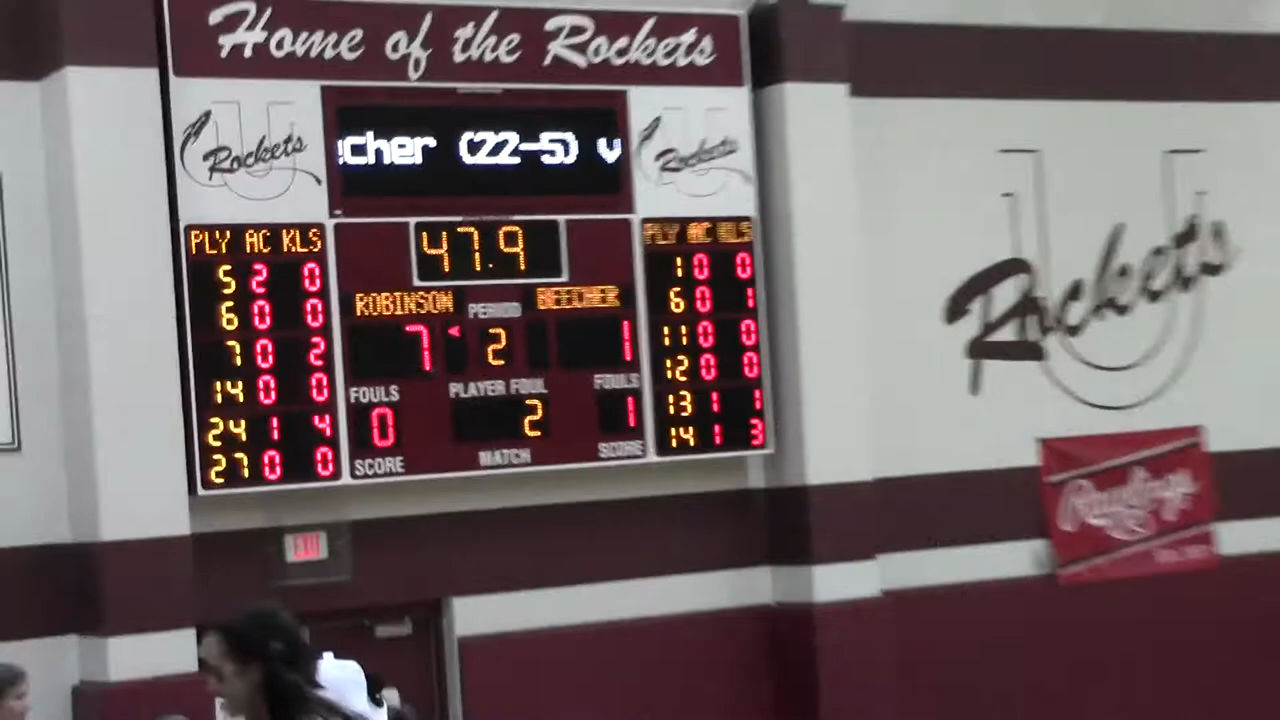 Home of the Rockets
Rockets
cher (22-5) v
Rockets
47.9
PLY AC KLS
5 2 0
6 0 0
7 0 2
14 0 0
24 1 4
27 0 0
ROBINSON PERIOD BEECHER
7 2 1
FOULS PLAYER FOUL FOULS
0 2 1
SCORE MATCH SCORE
PLY AC KLS
1 0 0
6 0 1
11 0 0
12 0 0
13 1 1
14 1 3
U
Rockets
Rawlings
EXIT